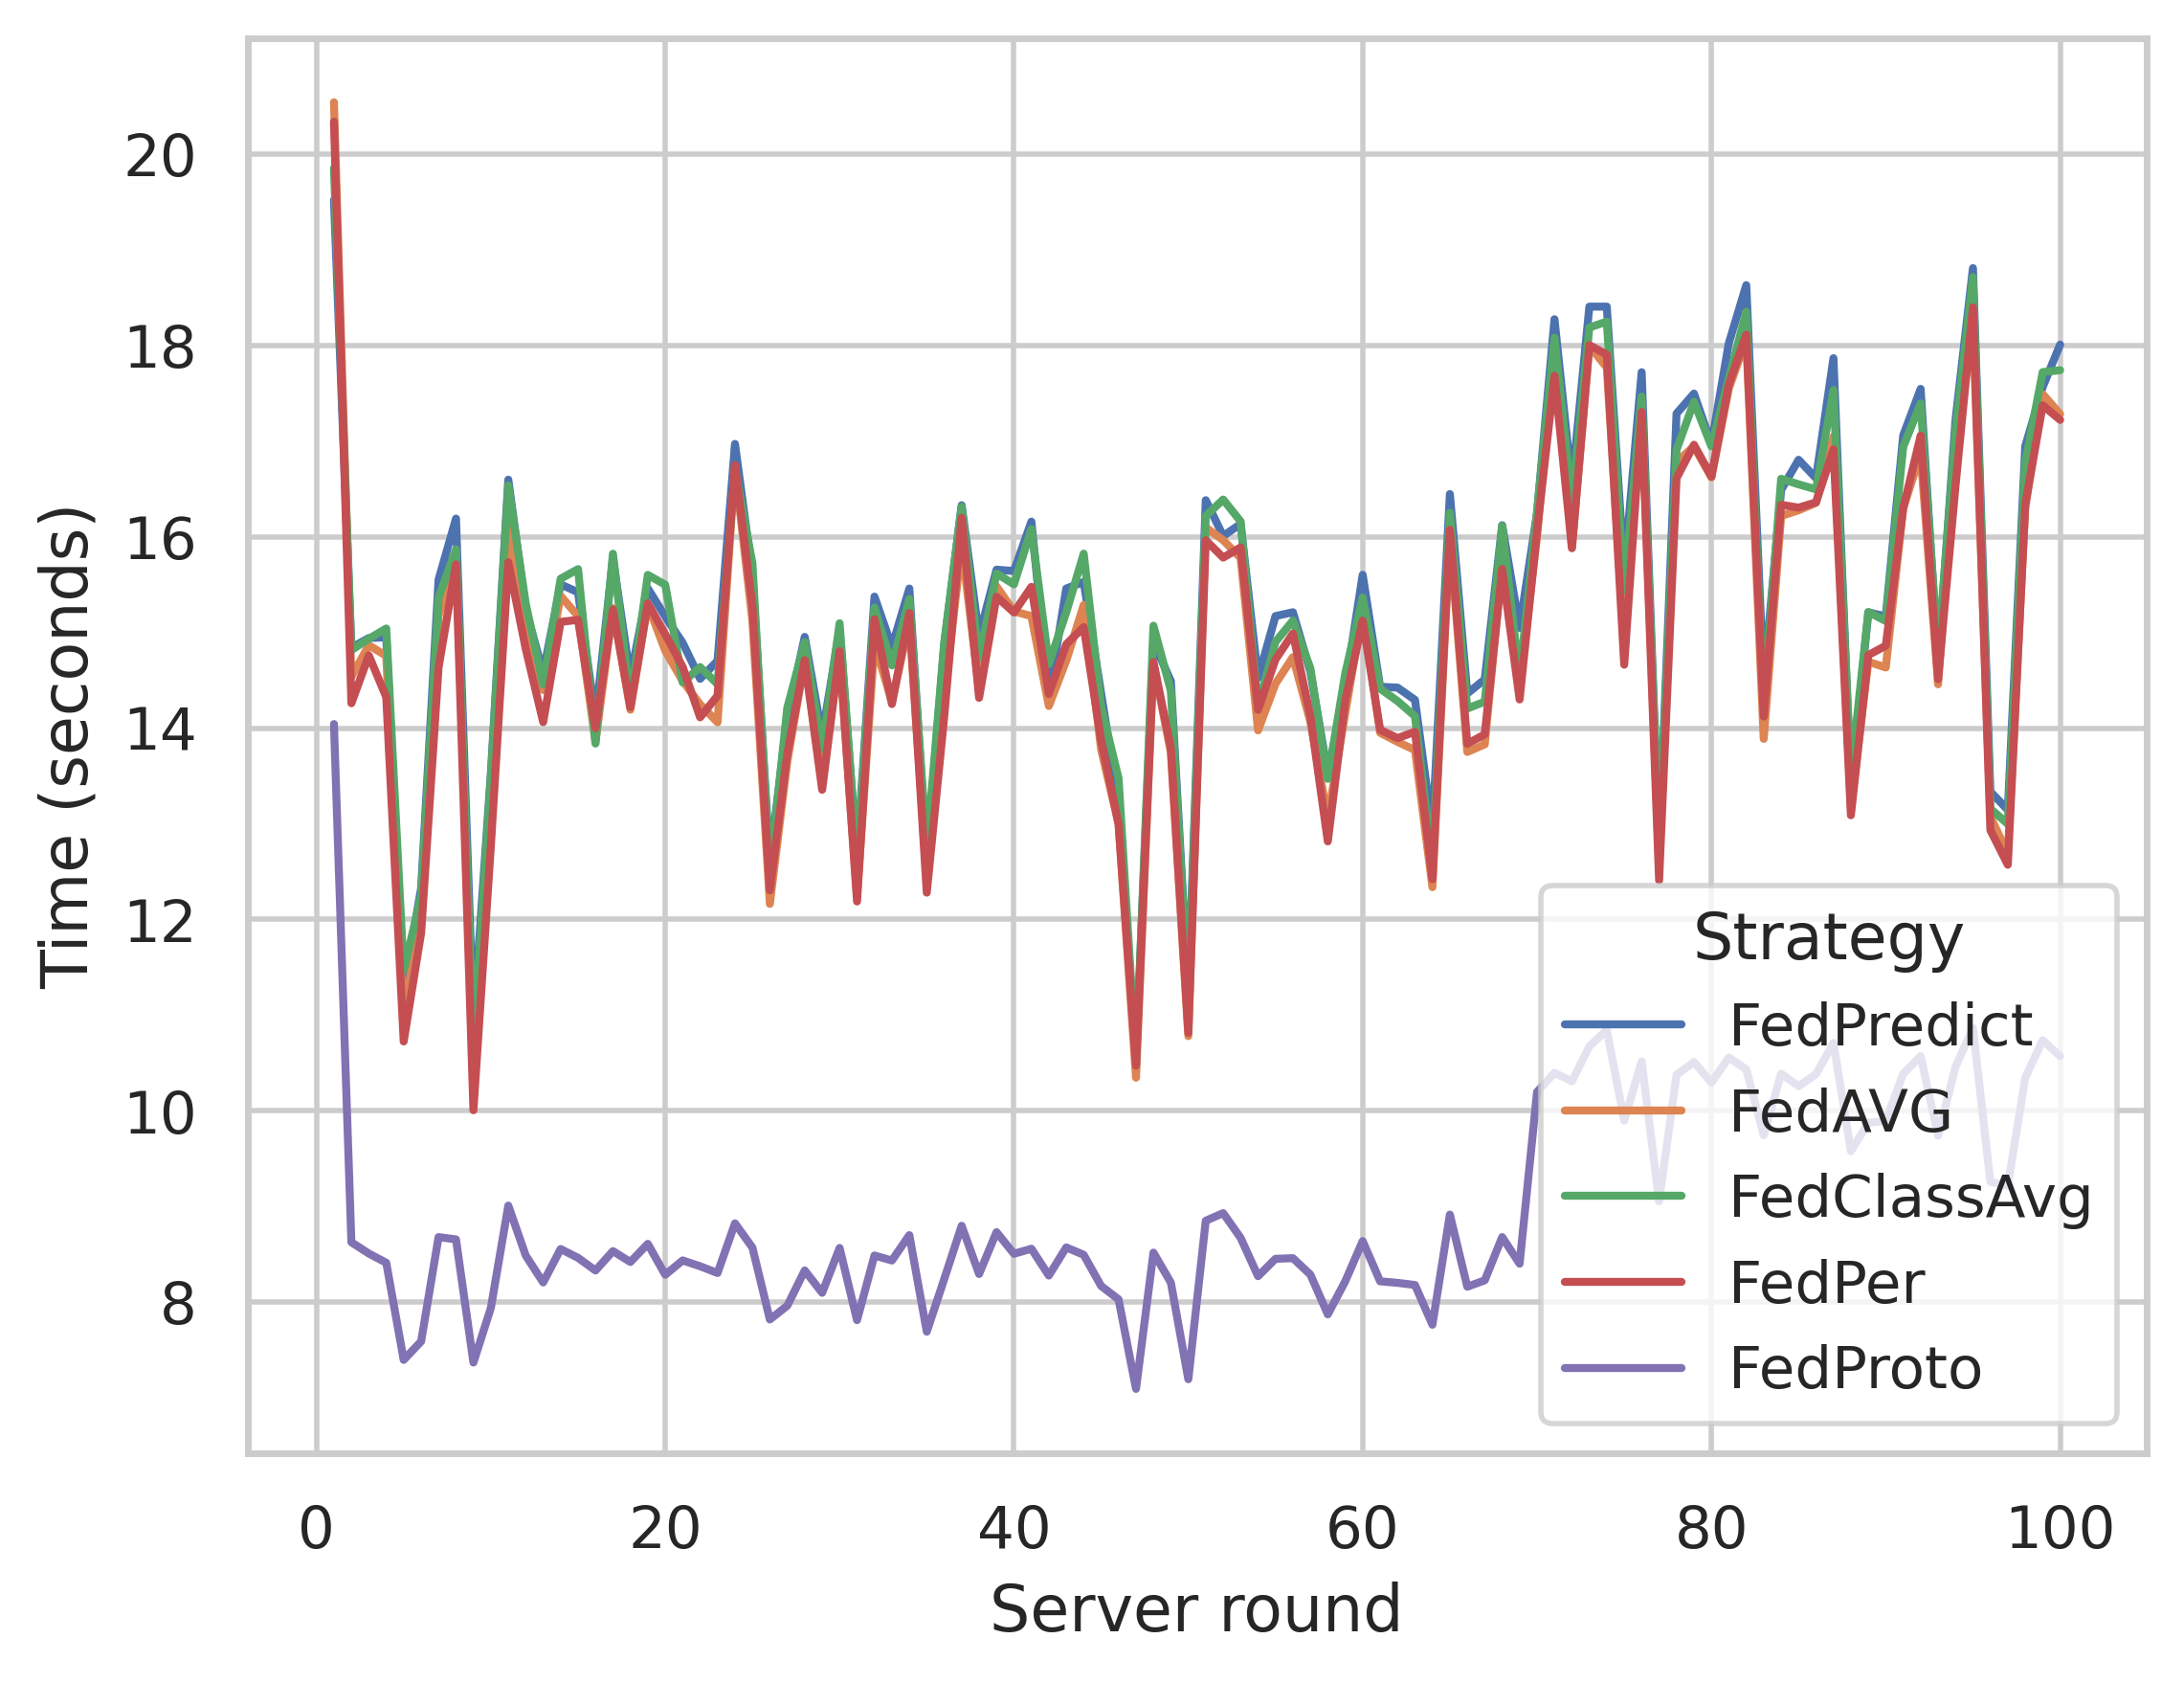 Time (seconds)
20
18
16
14
12
10
8
0 20 40 60 80 100
Server round
Strategy
FedPredict
FedAVG
FedClassAvg
FedPer
FedProto